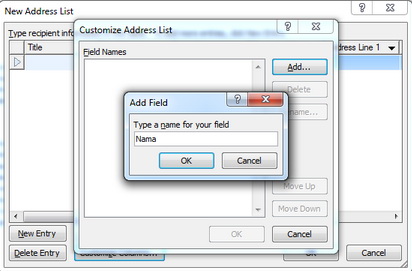 New Address List
Customize Address List
Type recipient info
Field Names
Title
Address Line 1
Add...
Delete
Add Field
Type a name for your field
Nama
OK
Cancel
Move Up
Move Down
New Entry
OK
Cancel
Delete Entry
Customize Columns...
OK
Cancel